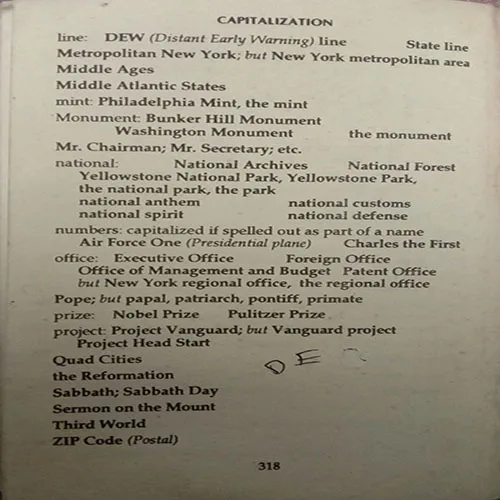 CAPITALIZATION
line: DEW (Distant Early Warning) line State line
Metropolitan New York; but New York metropolitan area
Middle Ages
Middle Atlantic States
mint: Philadelphia Mint, the mint
Monument: Bunker Hill Monument
Washington Monument the monument
Mr. Chairman; Mr. Secretary; etc.
national: National Archives National Forest
Yellowstone National Park, Yellowstone Park,
the national park, the park
national anthem national customs
national spirit national defense
numbers: capitalized if spelled out as part of a name
Air Force One (Presidential plane) Charles the First
office: Executive Office Foreign Office
Office of Management and Budget Patent Office
but New York regional office, the regional office
Pope; but papal, patriarch, pontiff, primate
prize: Nobel Prize Pulitzer Prize
project: Project Vanguard; but Vanguard project
Project Head Start
Quad Cities
DE
the Reformation
Sabbath; Sabbath Day
Sermon on the Mount
Third World
ZIP Code (Postal)
318